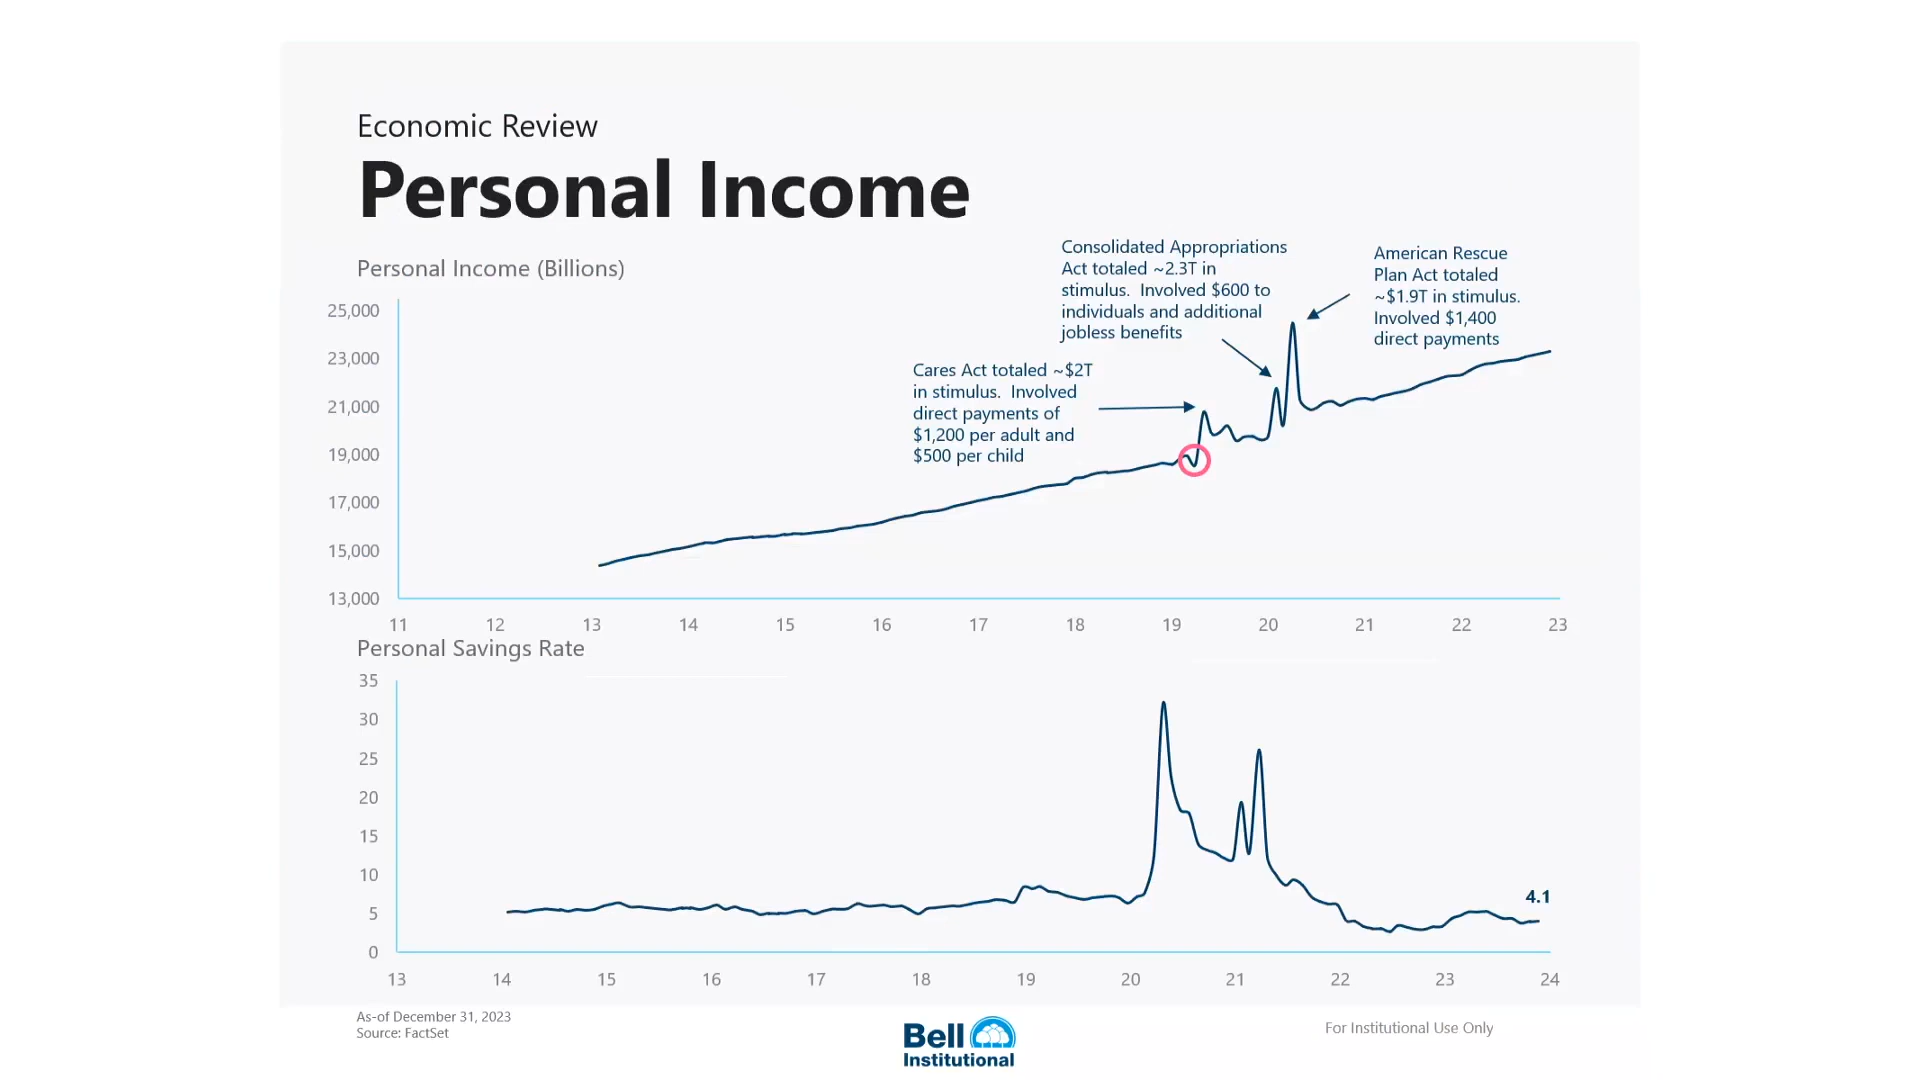 Economic Review
Personal Income
Personal Income (Billions)
Consolidated Appropriations
Act totaled ~2.3T in
stimulus. Involved $600 to
individuals and additional
jobless benefits
American Rescue
Plan Act totaled
~$1.9T in stimulus.
Involved $1,400
direct payments
Cares Act totaled ~$2T
in stimulus. Involved
direct payments of
$1,200 per adult and
$500 per child
25,000
23,000
21,000
19,000
17,000
15,000
13,000
11 12 13 14 15 16 17 18 19 20 21 22 23
Personal Savings Rate
35
30
25
20
15
10
5
0
4.1
13 14 15 16 17 18 19 20 21 22 23 24
As-of December 31, 2023
Source: FactSet
Bell
Institutional
For Institutional Use Only